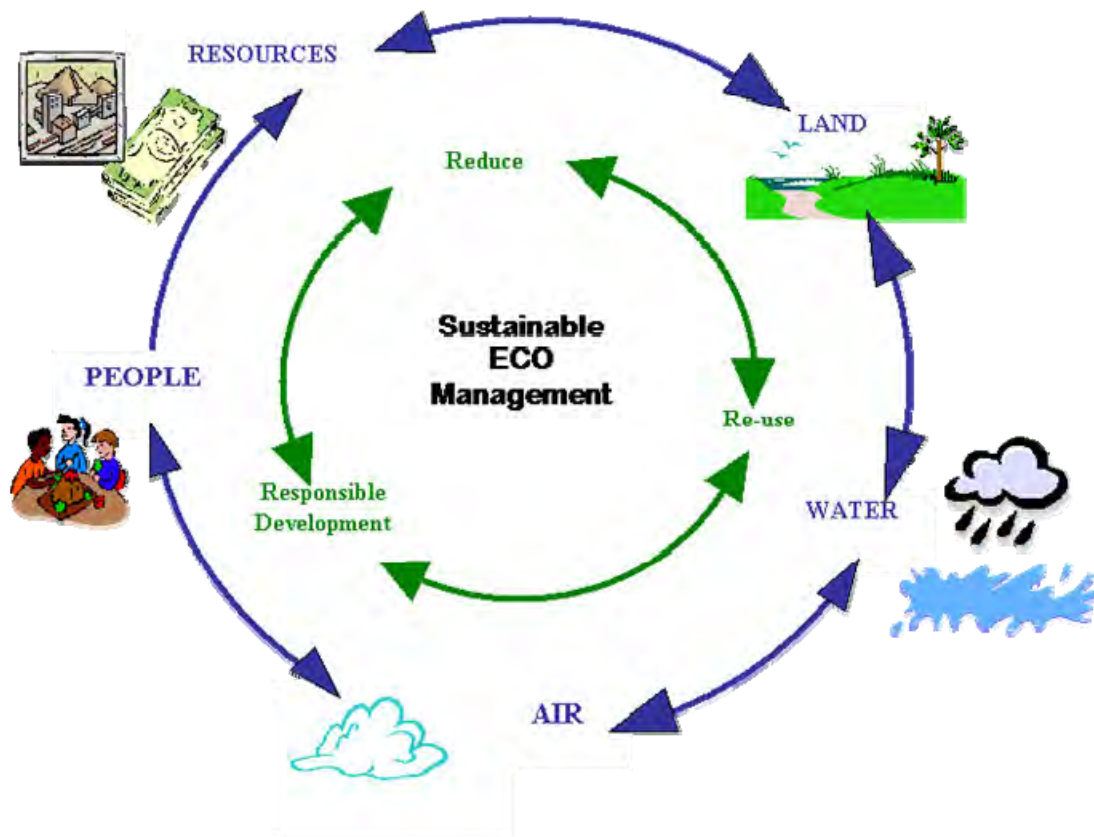 RESOURCES
LAND
Reduce
Sustainable
ECO
Management
PEOPLE
Re-use
Responsible
Development
WATER
AIR